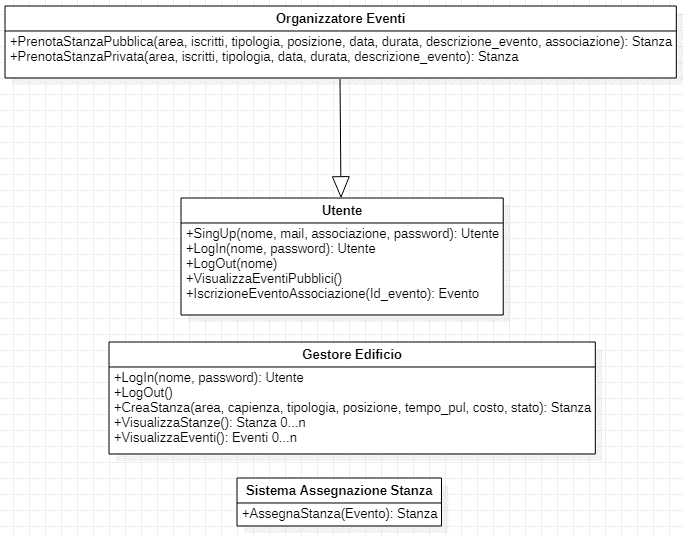 Organizzatore Eventi
+PrenotaStanzaPubblica(area, iscritti, tipologia, posizione, data, durata, descrizione_evento, associazione): Stanza
+PrenotaStanzaPrivata(area, iscritti, tipologia, data, durata, descrizione_evento): Stanza
Utente
+SingUp(nome, mail, associazione, password): Utente
+LogIn(nome, password): Utente
+LogOut(nome)
+VisualizzaEventiPubblici()
+IscrizioneEventoAssociazione(Id_evento): Evento
Gestore Edificio
+LogIn(nome, password): Utente
+LogOut()
+CreaStanza(area, capienza, tipologia, posizione, tempo_pul, costo, stato): Stanza
+VisualizzaStanze(): Stanza 0...n
+VisualizzaEventi(): Eventi 0...n
Sistema Assegnazione Stanza
+AssegnaStanza(Evento): Stanza